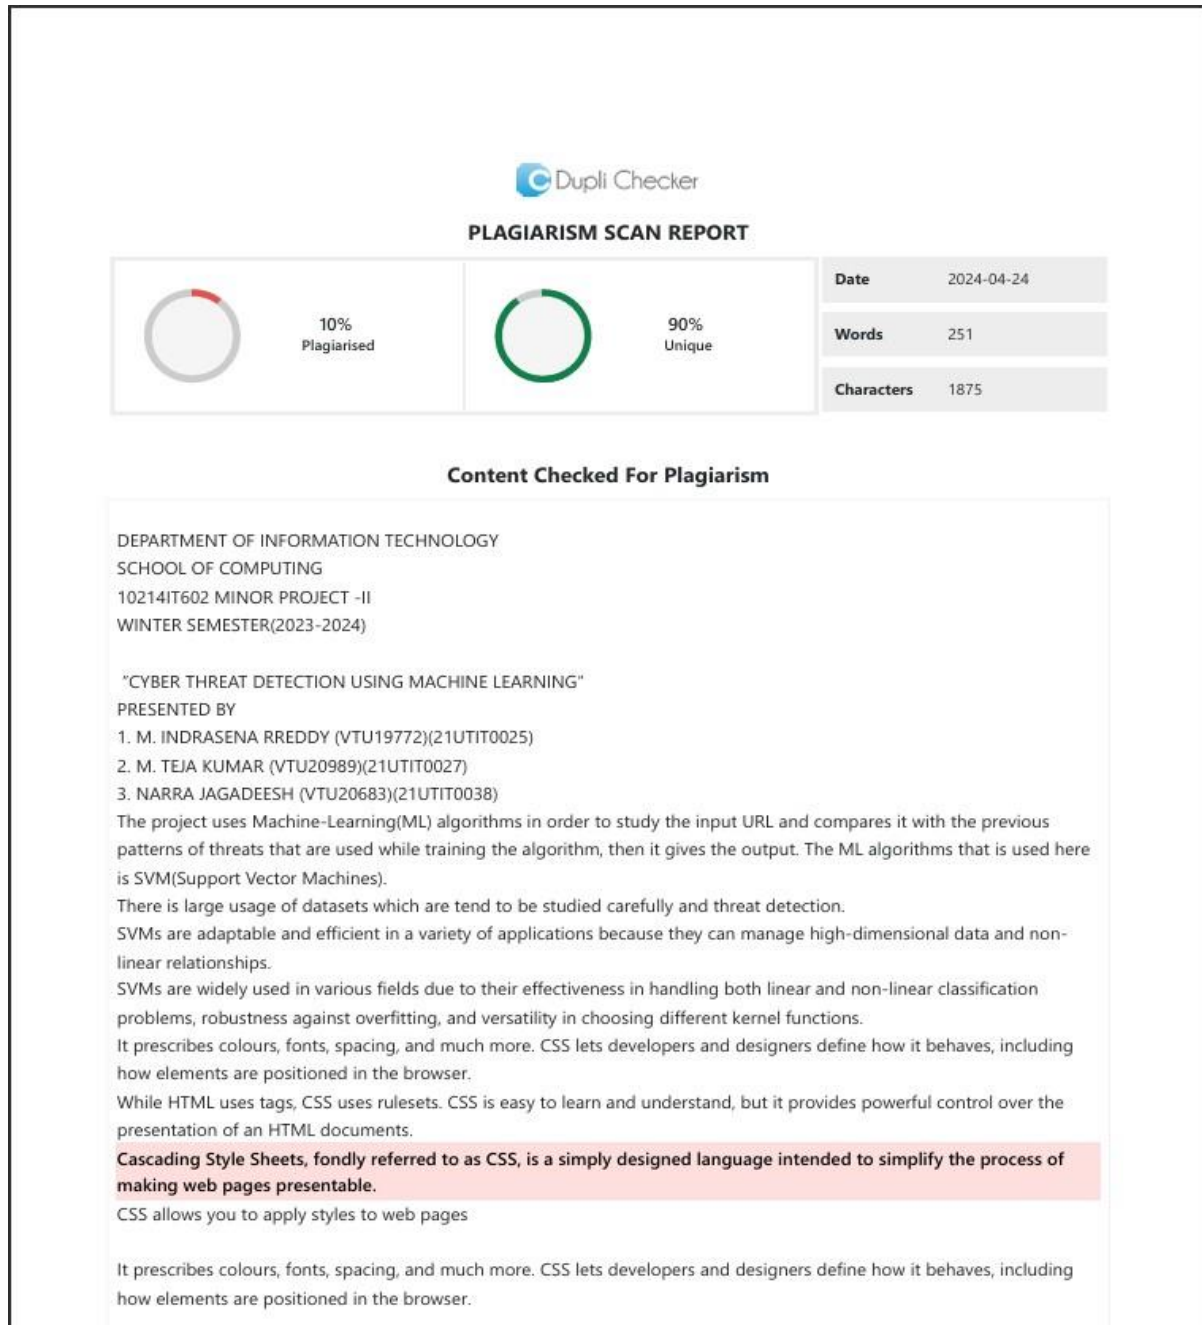 Dupli Checker
PLAGIARISM SCAN REPORT
10%
Plagiarised
90%
Unique
Date 2024-04-24
Words 251
Characters 1875
Content Checked For Plagiarism
DEPARTMENT OF INFORMATION TECHNOLOGY
SCHOOL OF COMPUTING
10214IT602 MINOR PROJECT -II
WINTER SEMESTER(2023-2024)
"CYBER THREAT DETECTION USING MACHINE LEARNING"
PRESENTED BY
1. M. INDRASENA RREDDY (VTU19772)(21UTIT0025)
2. M. TEJA KUMAR (VTU20989)(21UTIT0027)
3. NARRA JAGADEESH (VTU20683)(21UTIT0038)
The project uses Machine-Learning(ML) algorithms in order to study the input URL and compares it with the previous
patterns of threats that are used while training the algorithm, then it gives the output. The ML algorithms that is used here
is SVM(Support Vector Machines).
There is large usage of datasets which are tend to be studied carefully and threat detection.
SVMs are adaptable and efficient in a variety of applications because they can manage high-dimensional data and non-
linear relationships.
SVMs are widely used in various fields due to their effectiveness in handling both linear and non-linear classification
problems, robustness against overfitting, and versatility in choosing different kernel functions.
It prescribes colours, fonts, spacing, and much more. CSS lets developers and designers define how it behaves, including
how elements are positioned in the browser.
While HTML uses tags, CSS uses rulesets. CSS is easy to learn and understand, but it provides powerful control over the
presentation of an HTML documents.
Cascading Style Sheets, fondly referred to as CSS, is a simply designed language intended to simplify the process of
making web pages presentable.
CSS allows you to apply styles to web pages
It prescribes colours, fonts, spacing, and much more. CSS lets developers and designers define how it behaves, including
how elements are positioned in the browser.